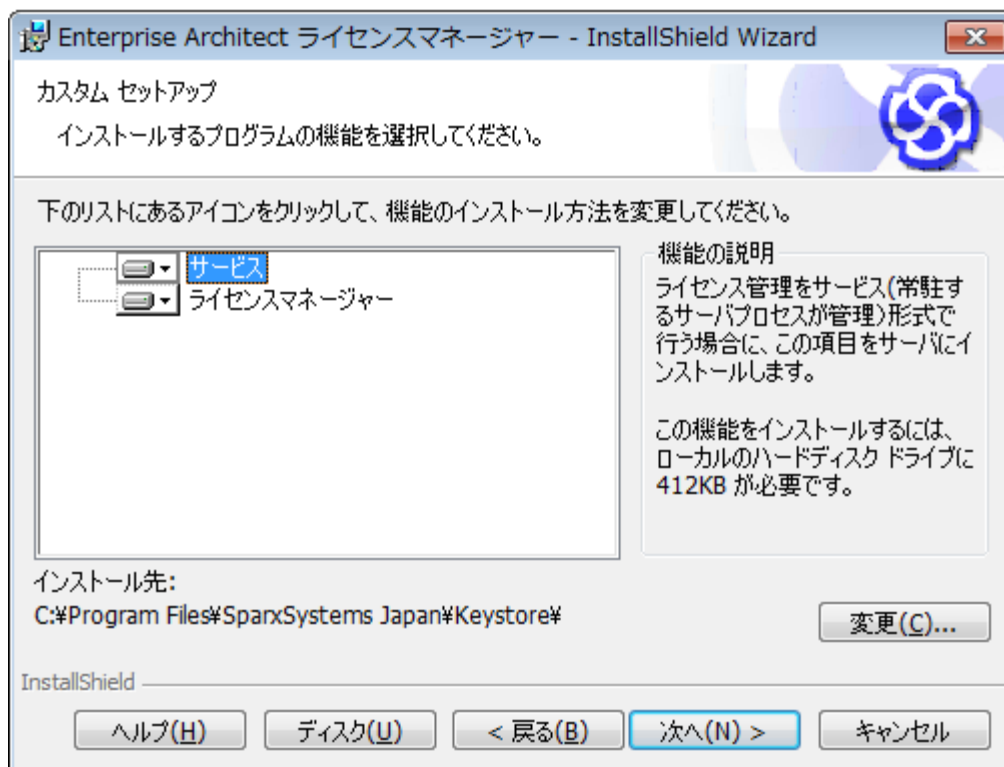 Enterprise Architect ライセンスマネージャー - InstallShield Wizard
カスタム セットアップ
インストールするプログラムの機能を選択してください。
下のリストにあるアイコンをクリックして、機能のインストール方法を変更してください。
サービス
ライセンスマネージャー
機能の説明
ライセンス管理をサービス(常駐す
るサーバプロセスが管理)形式で
行う場合に、この項目をサーバにイ
ンストールします。
この機能をインストールするには、
ローカルのハードディスク ドライブに
412KB が必要です。
インストール先:
C:¥Program Files¥SparxSystems Japan¥Keystore¥
変更(C)...
InstallShield
ヘルプ(H)
ディスク(U)
< 戻る(B)
次へ(N) >
キャンセル